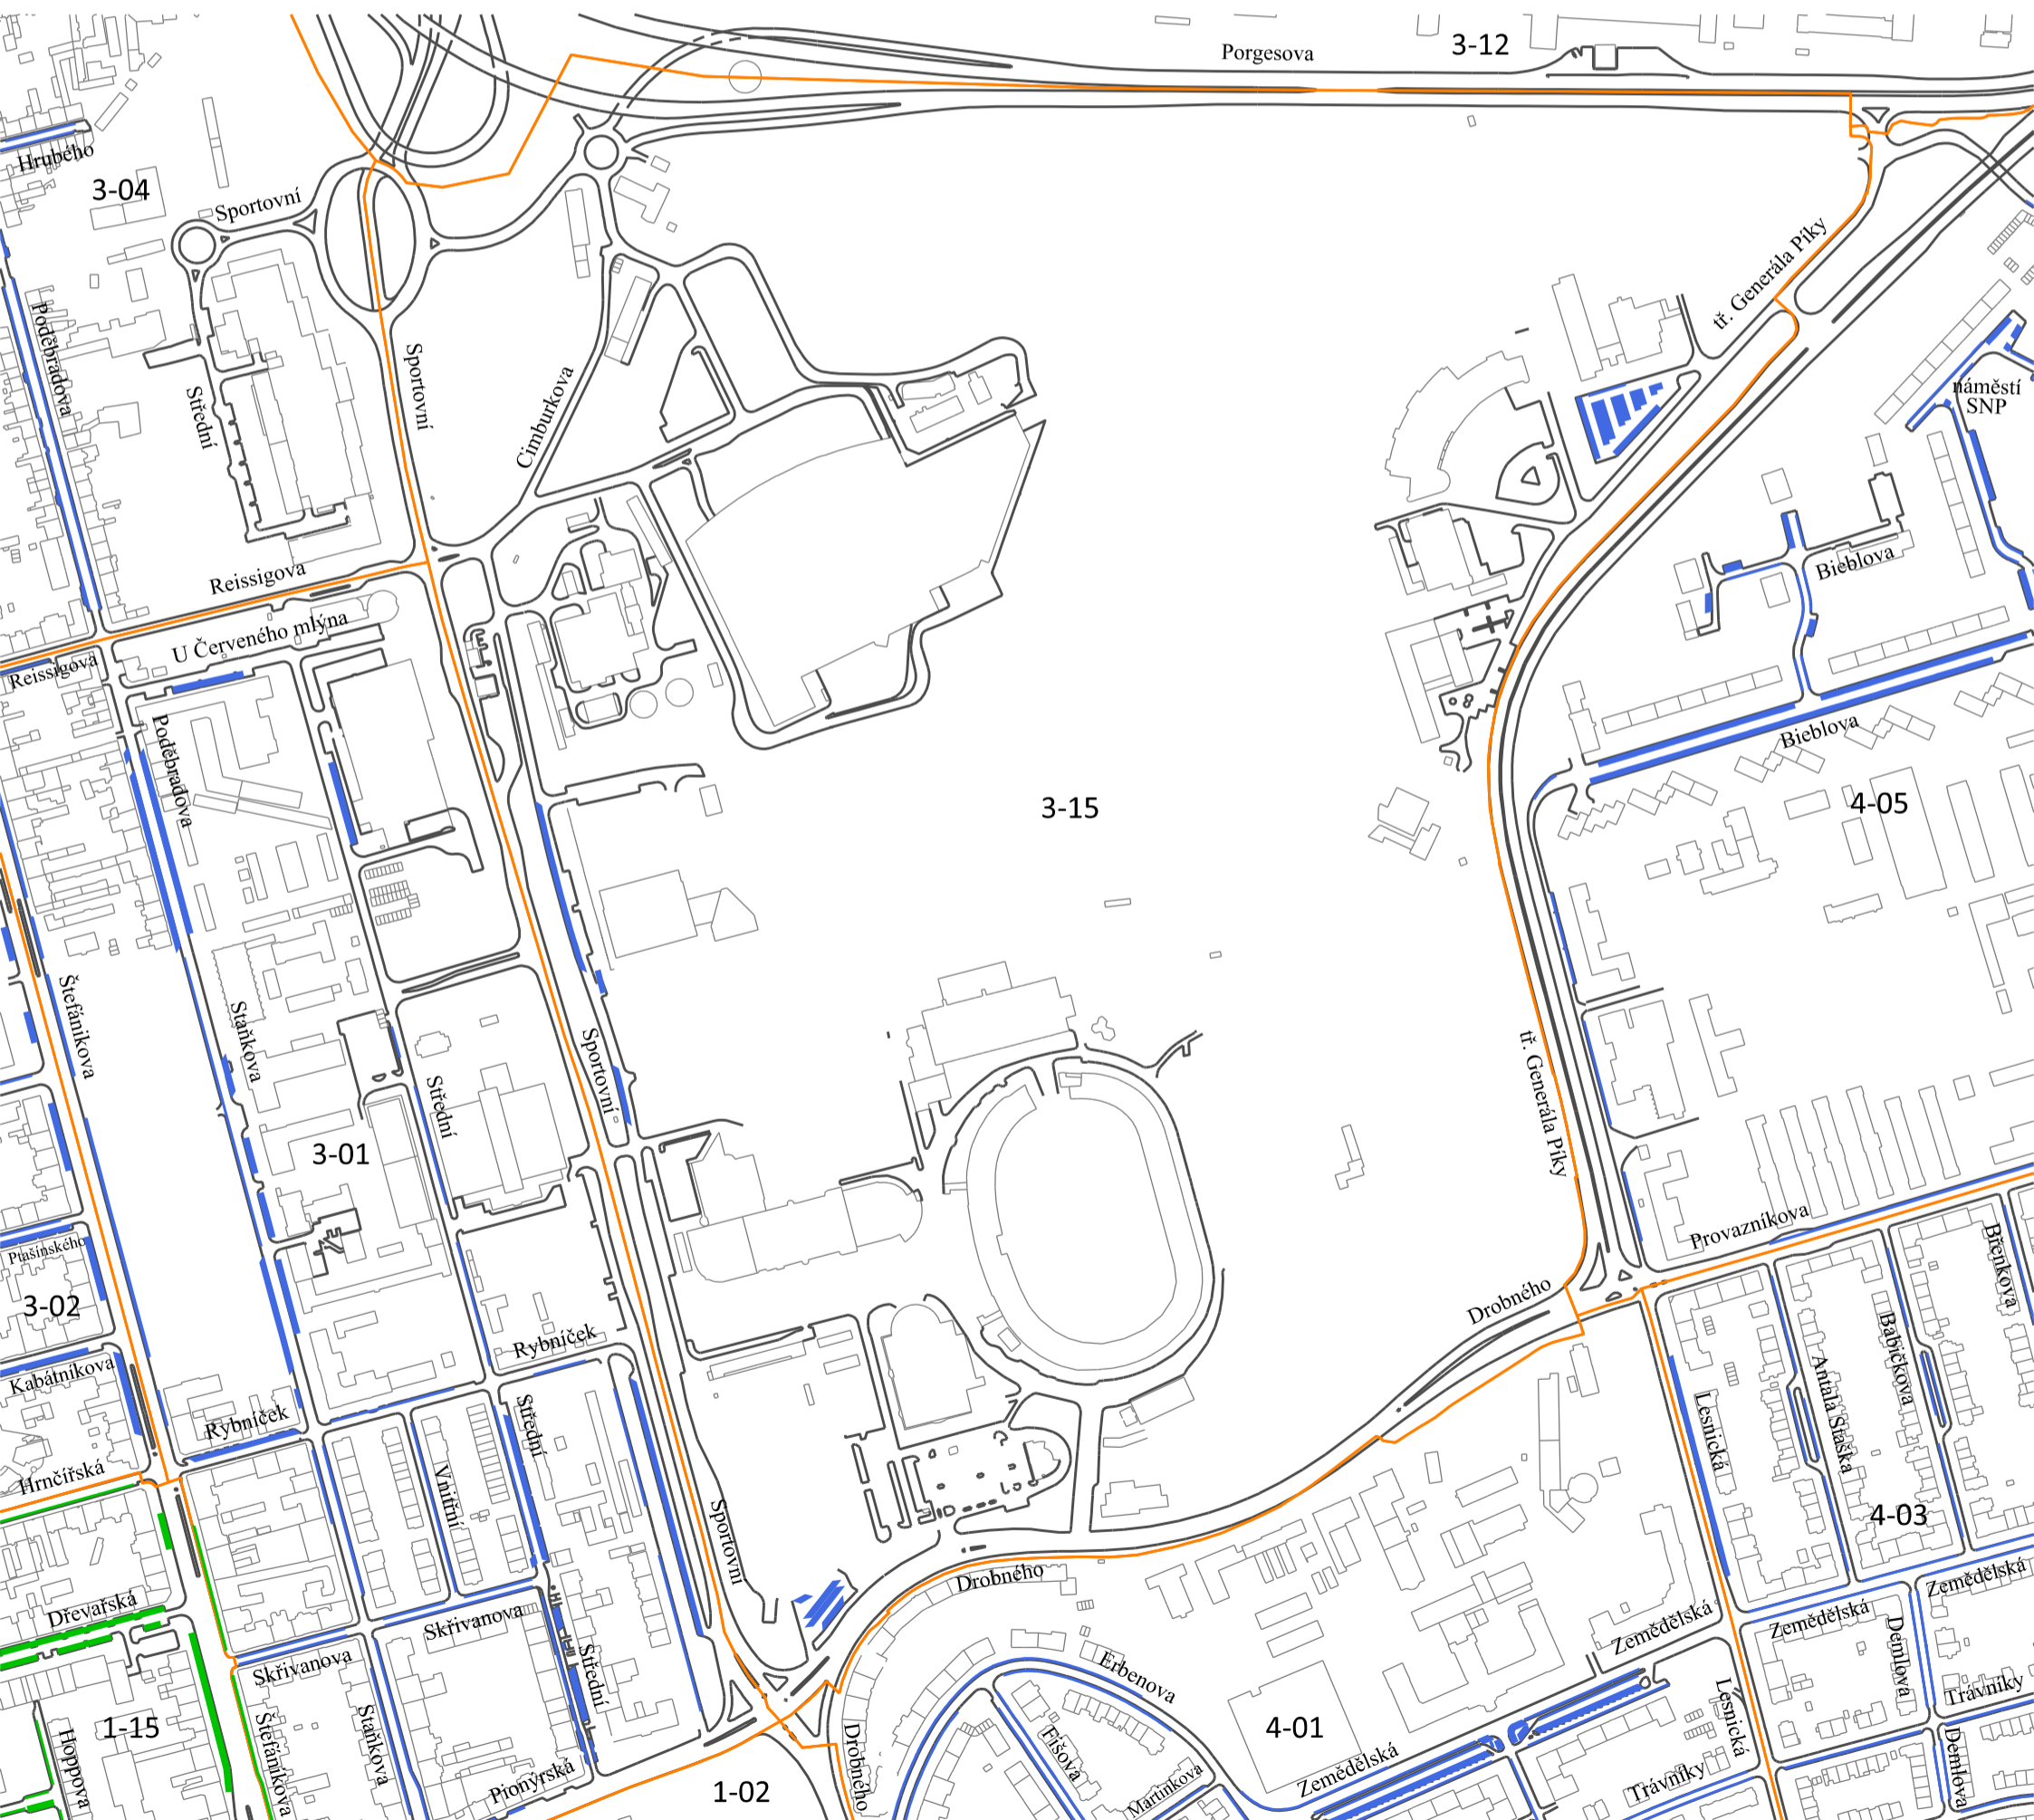 Porgesova
3-12
Hrubého
3-04
Sportovní
tř. Generála Píky
Poděbradova
Střední
Sportovní
Cimburkova
náměstí
SNP
Bieblova
Reissigova
U Červeného mlýna
Reissigova
Poděbradova
Bieblova
3-15
4-05
Štefánikova
Staňkova
Střední
Sportovní
tř. Generála Píky
3-01
Provazníkova
Ptašínského
Břenkova
3-02
Drobného
Rybníček
Babičkova
Kabátníkova
Antala Staška
Lesnická
Rybníček
Střední
Hrnčířská
Vnitřní
Sportovní
4-03
Drobného
Zemědělská
Dřevařská
Skřivanova
Zemědělská
Zemědělská
Demlova
Skřivanova
Střední
Erbenova
Trávníky
Lesnická
1-15
Hoppova
Štefánikova
Staňkova
Drobného
Fišova
4-01
Demlova
Zemědělská
Pionýrská
1-02
Martinkova
Trávníky